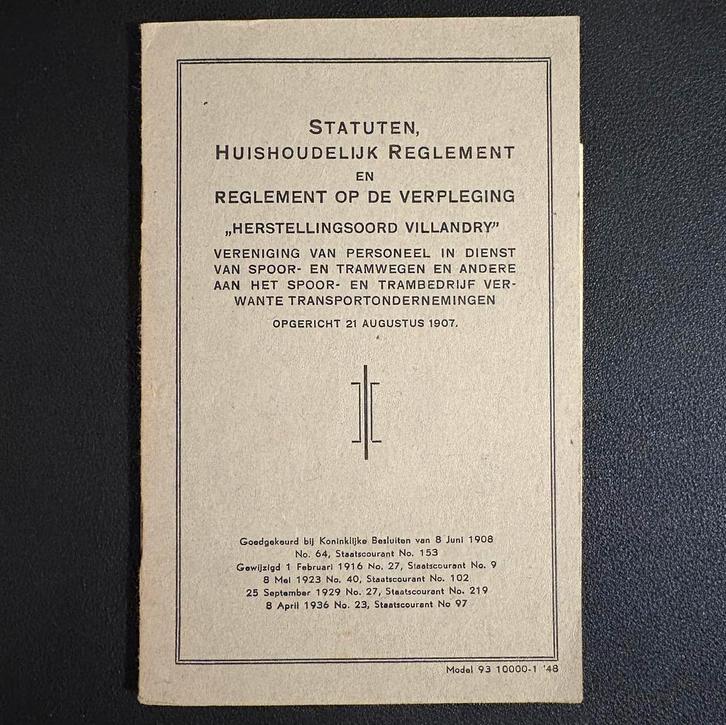 STATUTEN,
HUISHOUDELIJK REGLEMENT
EN
REGLEMENT OP DE VERPLEGING
„HERSTELLINGSOORD VILLANDRY”
VERENIGING VAN PERSONEEL IN DIENST
VAN SPOOR- EN TRAMWEGEN EN ANDERE
AAN HET SPOOR- EN TRAMBEDRIJF VER-
WANTE TRANSPORTONDERNEMINGEN
OPGERICHT 21 AUGUSTUS 1907.
Goedgekeurd bij Koninklijke Besluiten van 8 Juni 1908
No. 64, Staatscourant No. 153
Gewijzigd 1 Februari 1916 No. 27, Staatscourant No. 9
8 Mei 1923 No. 40, Staatscourant No. 102
25 September 1929 No. 27, Staatscourant No. 219
8 April 1936 No. 23, Staatscourant No 97
Model 93 10000-1 '48